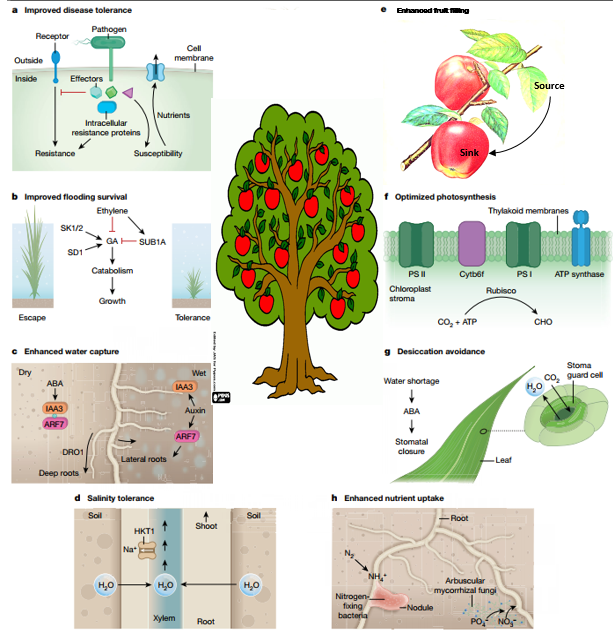 a Improved disease tolerance
Receptor
Pathogen
Cell
membrane
Outside
Inside
Effectors
Nutrients
Intracellular
resistance proteins
Resistance
Susceptibility
b Improved flooding survival
Ethylene
SK1/2
GA
SUB1A
SD1
Catabolism
Growth
Escape
Tolerance
c Enhanced water capture
Dry
Wet
ABA
IAA3
IAA3
Auxin
ARF7
ARF7
DRO1
Lateral roots
Deep roots
d Salinity tolerance
Soil
Shoot
Soil
HKT1
Na+
H2O
H2O
H2O
Xylem
Root
e Enhanced fruit filling
Source
Sink
f Optimized photosynthesis
Thylakoid membranes
PS II
Cytb6f
PS I
ATP synthase
Chloroplast
stroma
Rubisco
CO2 + ATP
CHO
g Desiccation avoidance
Stoma
guard cell
Water shortage
H2O
CO2
ABA
Stomatal
closure
Leaf
h Enhanced nutrient uptake
Root
N2
NH4+
Arbuscular
mycorrhizal fungi
Nitrogen-
fixing
bacteria
Nodule
PO4-
NO3-